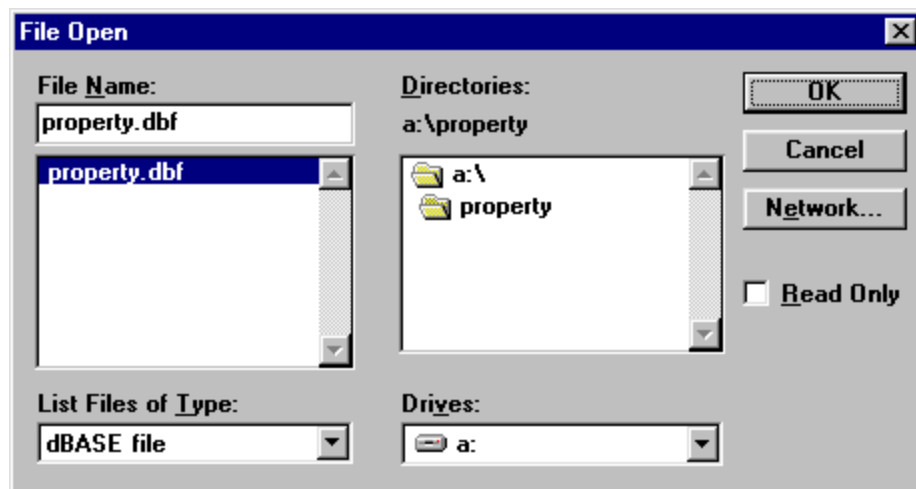 File Open
File Name:
property.dbf
property.dbf
List Files of Type:
dBASE file
Directories:
a:\property
a:\
property
Drives:
a:
OK
Cancel
Network...
Read Only